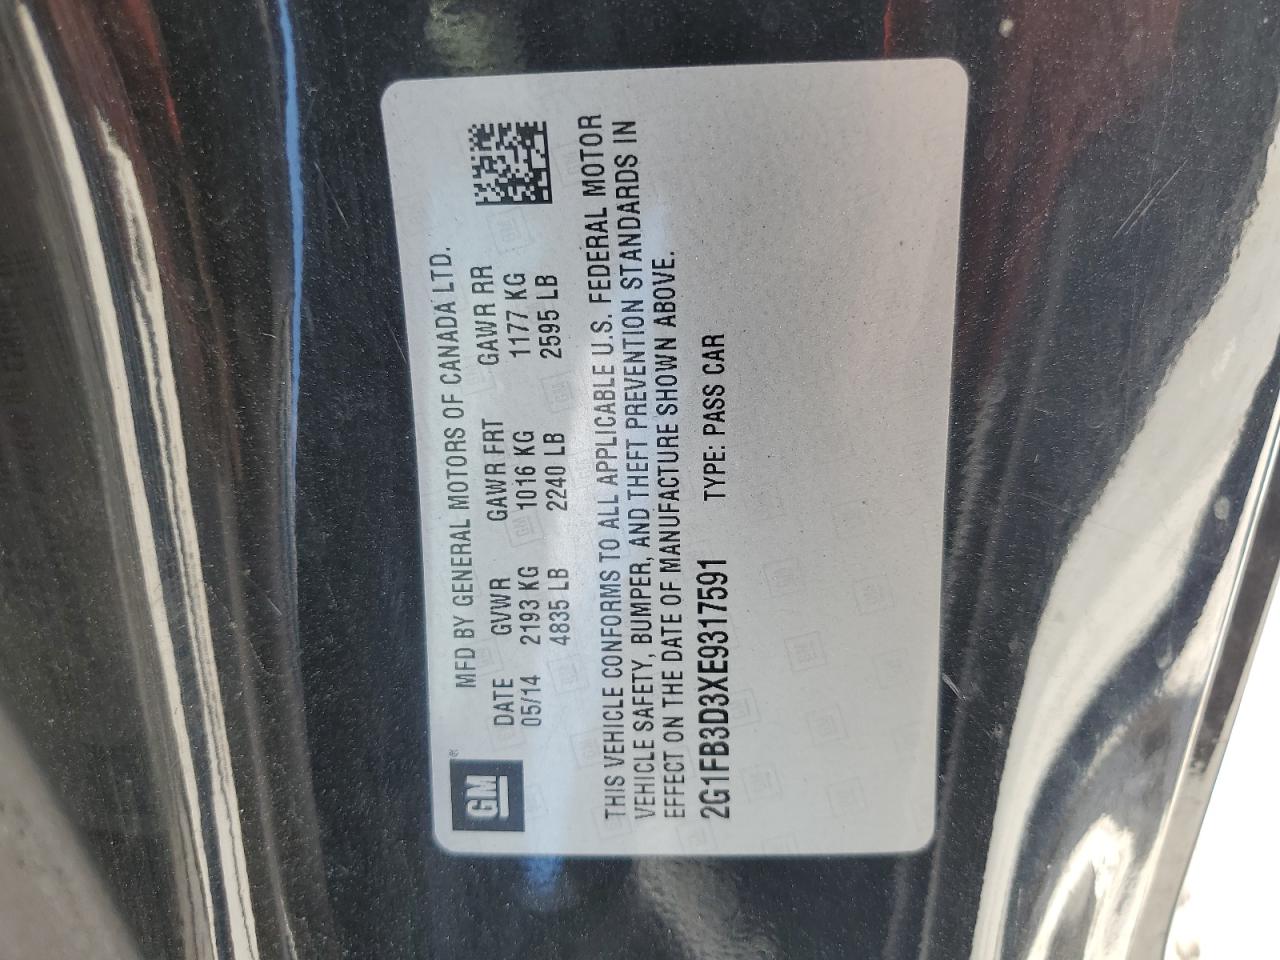 GM®
MFD BY GENERAL MOTORS OF CANADA LTD.
DATE GVWR GAWR FRT GAWR RR
05/14 2193 KG 1016 KG 1177 KG
4835 LB 2240 LB 2595 LB
THIS VEHICLE CONFORMS TO ALL APPLICABLE U.S. FEDERAL MOTOR
VEHICLE SAFETY, BUMPER, AND THEFT PREVENTION STANDARDS IN
EFFECT ON THE DATE OF MANUFACTURE SHOWN ABOVE.
2G1FB3D3XE9317591 TYPE: PASS CAR